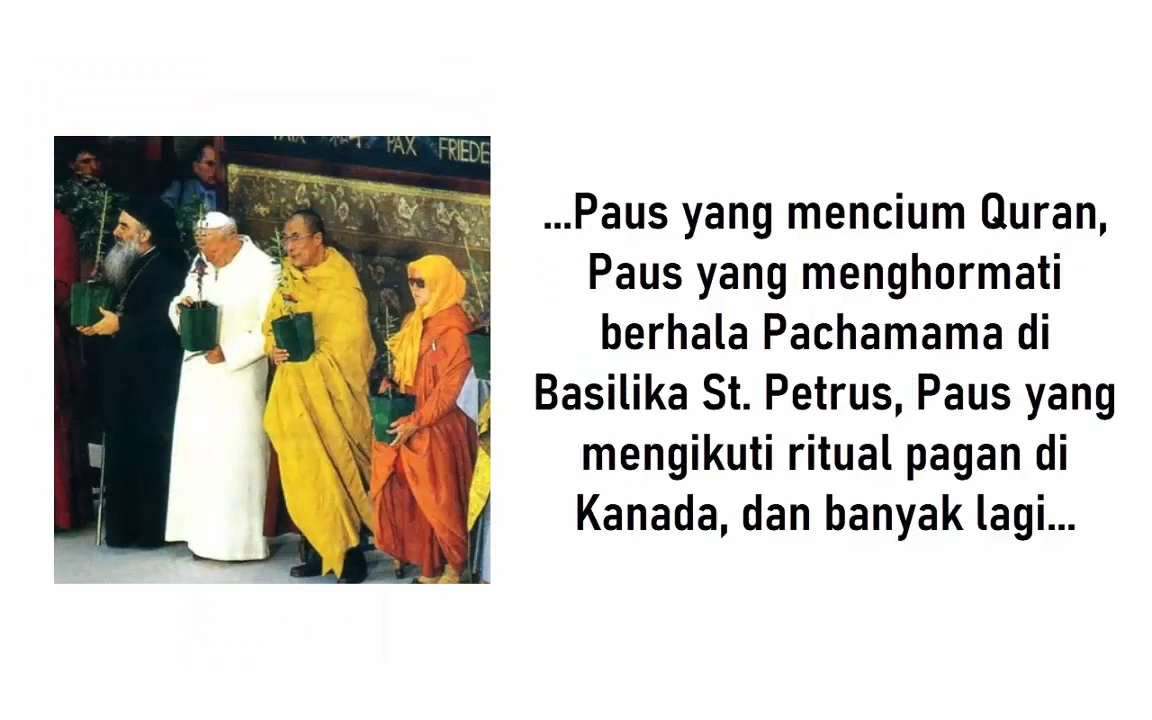 PAX FRIEDE
...Paus yang mencium Quran,
Paus yang menghormati
berhala Pachamama di
Basilika St. Petrus, Paus yang
mengikuti ritual pagan di
Kanada, dan banyak lagi...